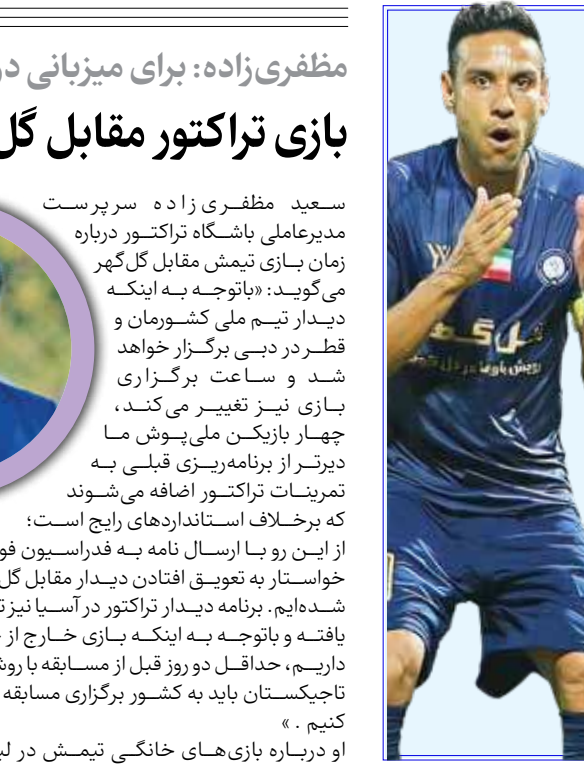 مظفری‌زاده: برای میزبانی
بازی تراکتور مقابل گل
سعید مظفری‌زاده سرپرست
مدیرعاملی باشگاه تراکتور درباره
زمان بازی تیمش مقابل گل‌گهر
می‌گوید: «باتوجه به اینکه
دیدار تیم ملی کشورمان و
قطر در دبی برگزار خواهد
شد و ساعت برگزاری
بازی نیز تغییر می‌کند،
چهار بازیکن ملی‌پوش ما
دیرتر از برنامه‌ریزی قبلی به
تمرینات تراکتور اضافه می‌شوند
که برخلاف استانداردهای رایج است؛
از این رو با ارسال نامه به فدراسیون
خواستار به تعویق افتادن دیدار مقابل گل
شده‌ایم. برنامه دیدار تراکتور در آسیا نیز
یافته و باتوجه به اینکه بازی خارج از
داریم، حداقل دو روز قبل از مسابقه با
تاجیکستان باید به کشور برگزاری مسابقه
کنیم . »
او درباره بازی‌های خانگی تیمش در
گل گهر